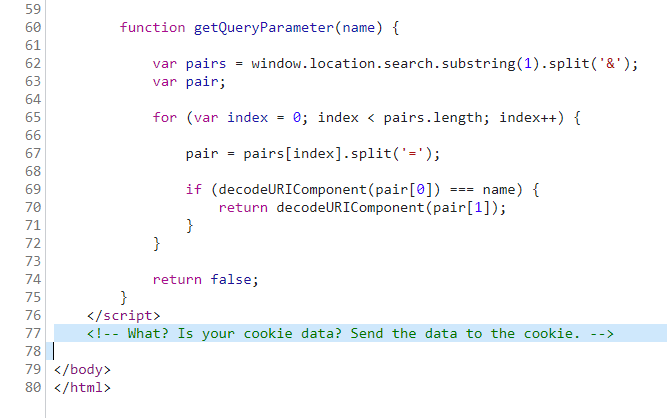 59
60 function getQueryParameter(name) {
61
62 var pairs = window.location.search.substring(1).split('&');
63 var pair;
64
65 for (var index = 0; index < pairs.length; index++) {
66
67 pair = pairs[index].split('=');
68
69 if (decodeURIComponent(pair[0]) === name) {
70 return decodeURIComponent(pair[1]);
71 }
72 }
73
74 return false;
75 }
76 </script>
77 <!-- What? Is your cookie data? Send the data to the cookie. -->
78
79 </body>
80 </html>